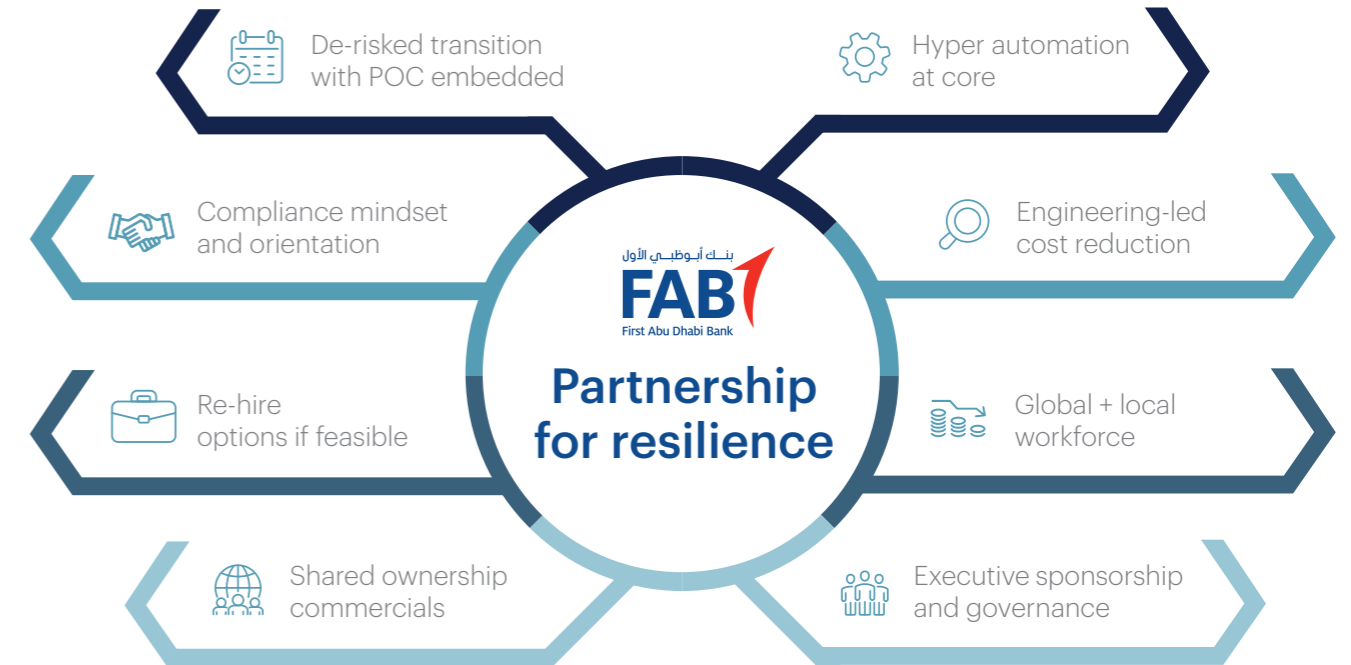 De-risked transition
with POC embedded
Hyper automation
at core
Compliance mindset
and orientation
Engineering-led
cost reduction
بنك أبوظبي الأول
FAB
First Abu Dhabi Bank
Partnership
for resilience
Re-hire
options if feasible
Global + local
workforce
Shared ownership
commercials
Executive sponsorship
and governance